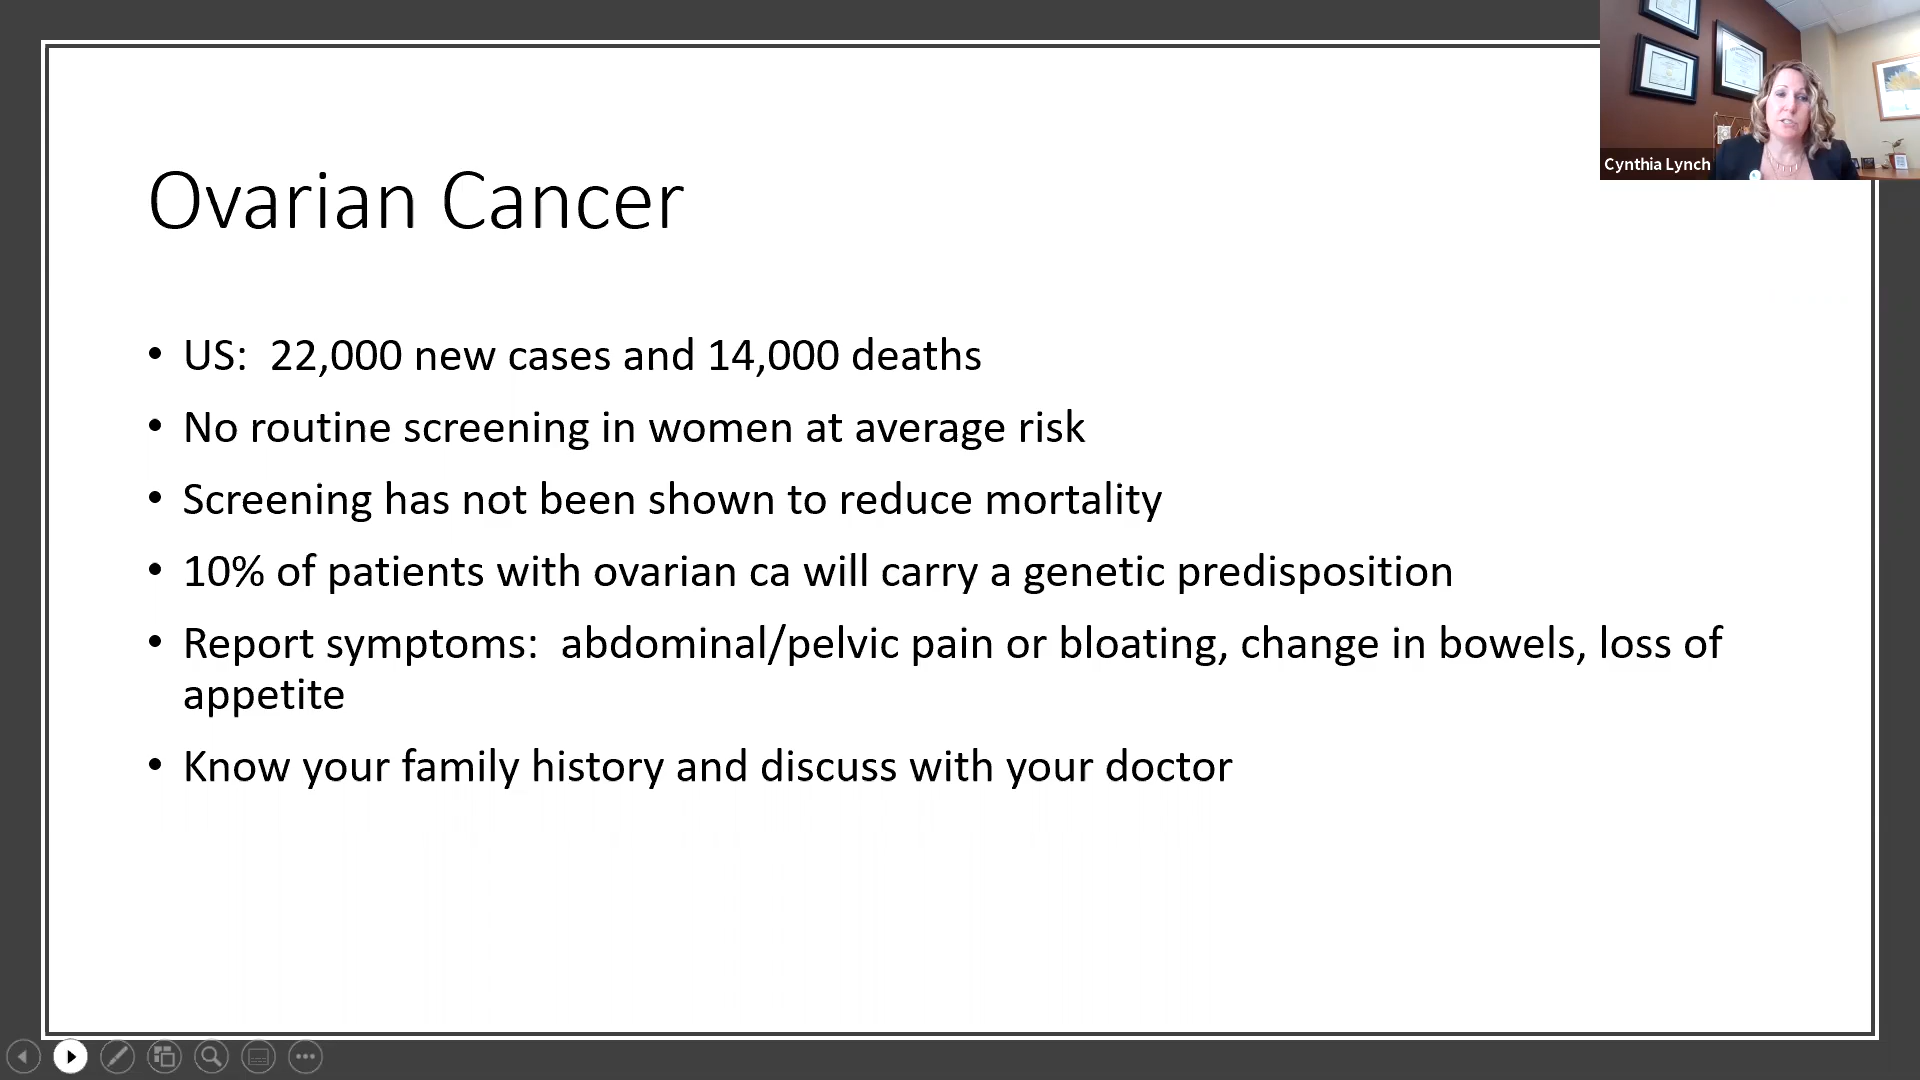 Cynthia Lynch
Ovarian Cancer
• US:  22,000 new cases and 14,000 deaths
• No routine screening in women at average risk
• Screening has not been shown to reduce mortality
• 10% of patients with ovarian ca will carry a genetic predisposition
• Report symptoms:  abdominal/pelvic pain or bloating, change in bowels, loss of
appetite
• Know your family history and discuss with your doctor